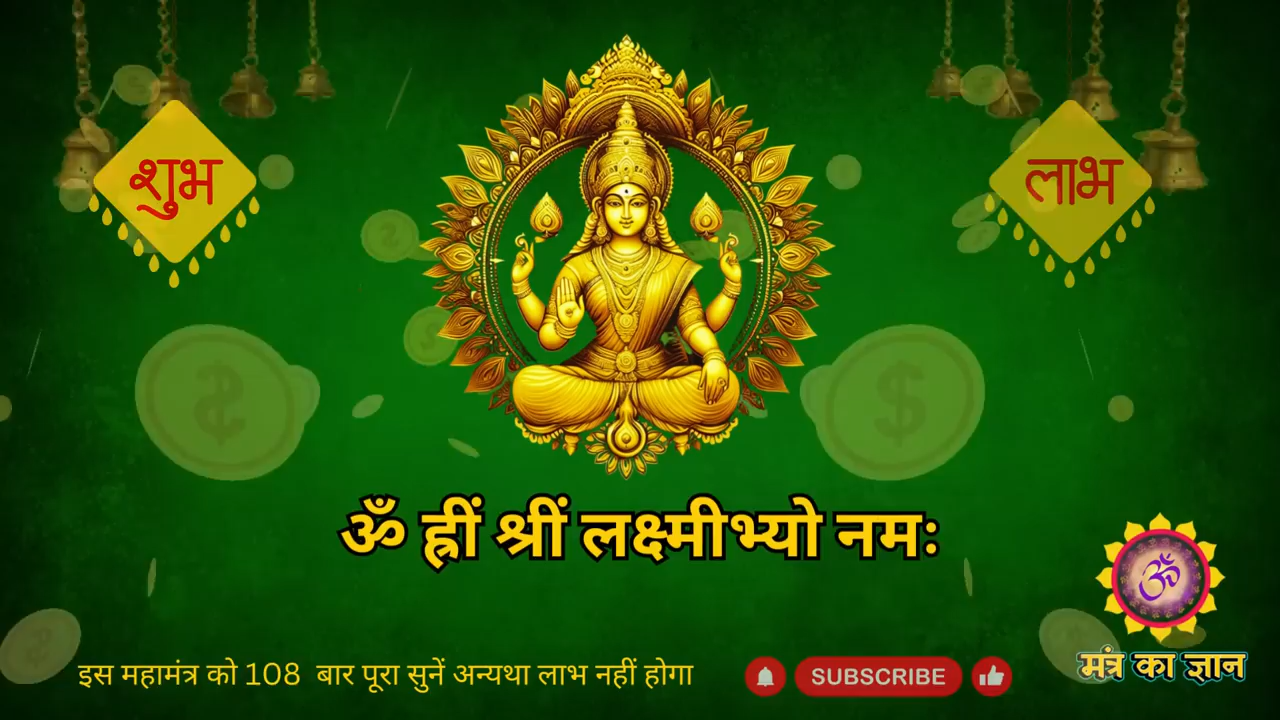 शुभ
लाभ
ॐ ह्रीं श्रीं लक्ष्मीभ्यो नमः
ॐ
इस महामंत्र को 108 बार पूरा सुनें अन्यथा लाभ नहीं होगा
SUBSCRIBE
मंत्र का ज्ञान